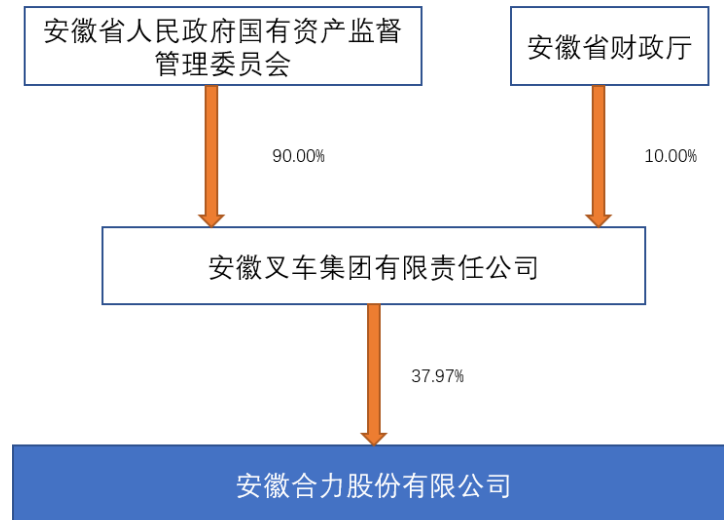 安徽省人民政府国有资产监督
管理委员会
安徽省财政厅
90.00%
10.00%
安徽叉车集团有限责任公司
37.97%
安徽合力股份有限公司